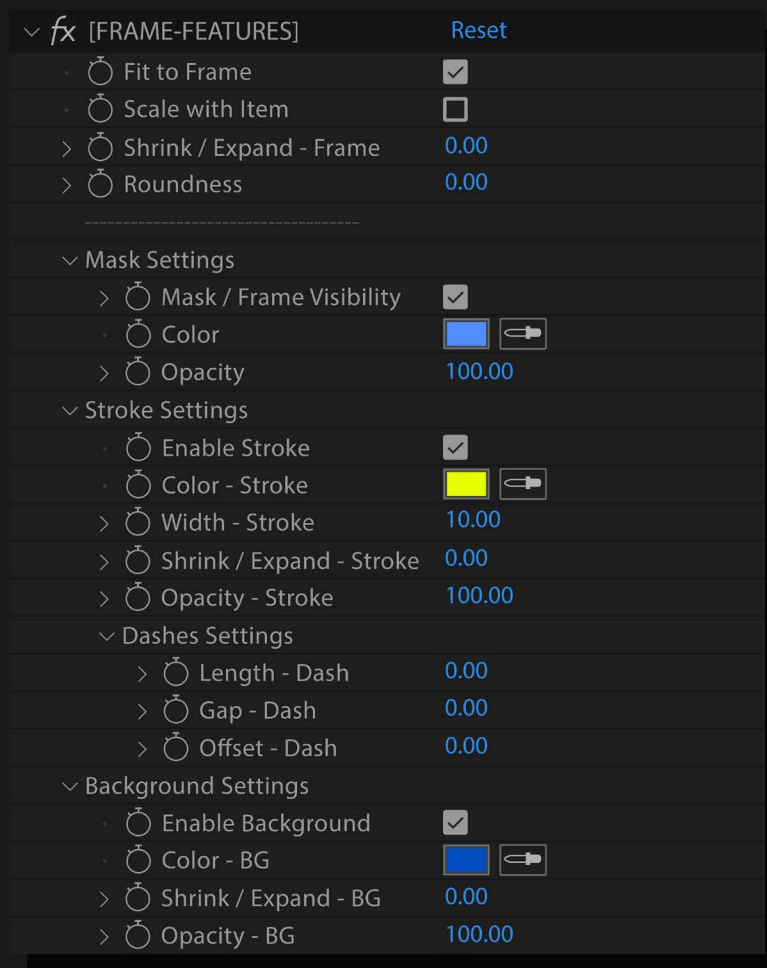 fx [FRAME-FEATURES] Reset
Fit to Frame
Scale with Item
Shrink / Expand - Frame 0.00
Roundness 0.00
------------------------------------
Mask Settings
Mask / Frame Visibility
Color
Opacity 100.00
Stroke Settings
Enable Stroke
Color - Stroke
Width - Stroke 10.00
Shrink / Expand - Stroke 0.00
Opacity - Stroke 100.00
Dashes Settings
Length - Dash 0.00
Gap - Dash 0.00
Offset - Dash 0.00
Background Settings
Enable Background
Color - BG
Shrink / Expand - BG 0.00
Opacity - BG 100.00